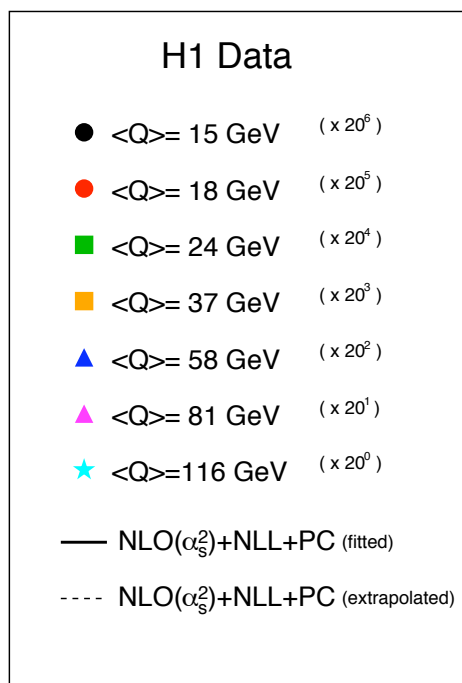 H1 Data
<Q>= 15 GeV ( x 20⁶ )
<Q>= 18 GeV ( x 20⁵ )
<Q>= 24 GeV ( x 20⁴ )
<Q>= 37 GeV ( x 20³ )
<Q>= 58 GeV ( x 20² )
<Q>= 81 GeV ( x 20¹ )
<Q>=116 GeV ( x 20⁰ )
NLO(αₛ²)+NLL+PC (fitted)
NLO(αₛ²)+NLL+PC (extrapolated)